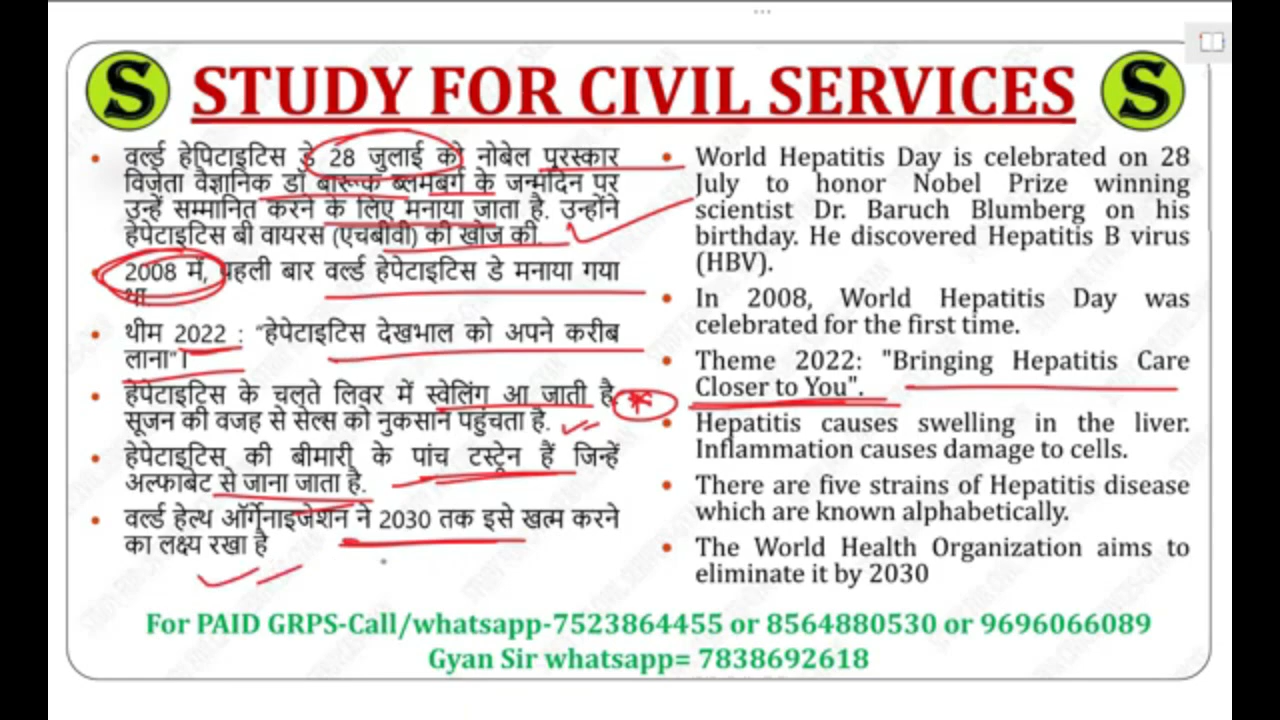 S STUDY FOR CIVIL SERVICES S
वर्ल्ड हेपिटाइटिस डे 28 जुलाई को नोबेल पुरस्कार
विजेता वैज्ञानिक डॉ बारूक ब्लमबर्ग के जन्मदिन पर
उन्हें सम्मानित करने के लिए मनाया जाता है. उन्होंने
हेपेटाइटिस बी वायरस (एचबीवी) की खोज की.
2008 में, पहली बार वर्ल्ड हेपेटाइटिस डे मनाया गया
था.
थीम 2022 : "हेपेटाइटिस देखभाल को अपने करीब
लाना"।
हेपेटाइटिस के चलते लिवर में स्वेलिंग आ जाती है.
सूजन की वजह से सेल्स को नुकसान पहुंचता है.
हेपेटाइटिस की बीमारी के पांच टस्ट्रेन हैं जिन्हें
अल्फाबेट से जाना जाता है.
वर्ल्ड हेल्थ ऑर्गेनाइजेशन ने 2030 तक इसे खत्म करने
का लक्ष्य रखा है
World Hepatitis Day is celebrated on 28
July to honor Nobel Prize winning
scientist Dr. Baruch Blumberg on his
birthday. He discovered Hepatitis B virus
(HBV).
In 2008, World Hepatitis Day was
celebrated for the first time.
Theme 2022: "Bringing Hepatitis Care
Closer to You".
Hepatitis causes swelling in the liver.
Inflammation causes damage to cells.
There are five strains of Hepatitis disease
which are known alphabetically.
The World Health Organization aims to
eliminate it by 2030
For PAID GRPS-Call/whatsapp-7523864455 or 8564880530 or 9696066089
Gyan Sir whatsapp= 7838692618